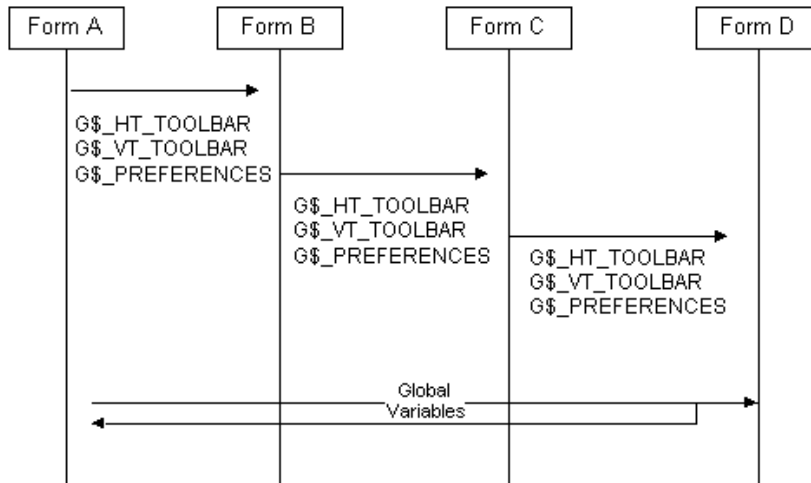 Form A
Form B
Form C
Form D
G$_HT_TOOLBAR
G$_VT_TOOLBAR
G$_PREFERENCES
G$_HT_TOOLBAR
G$_VT_TOOLBAR
G$_PREFERENCES
G$_HT_TOOLBAR
G$_VT_TOOLBAR
G$_PREFERENCES
Global
Variables